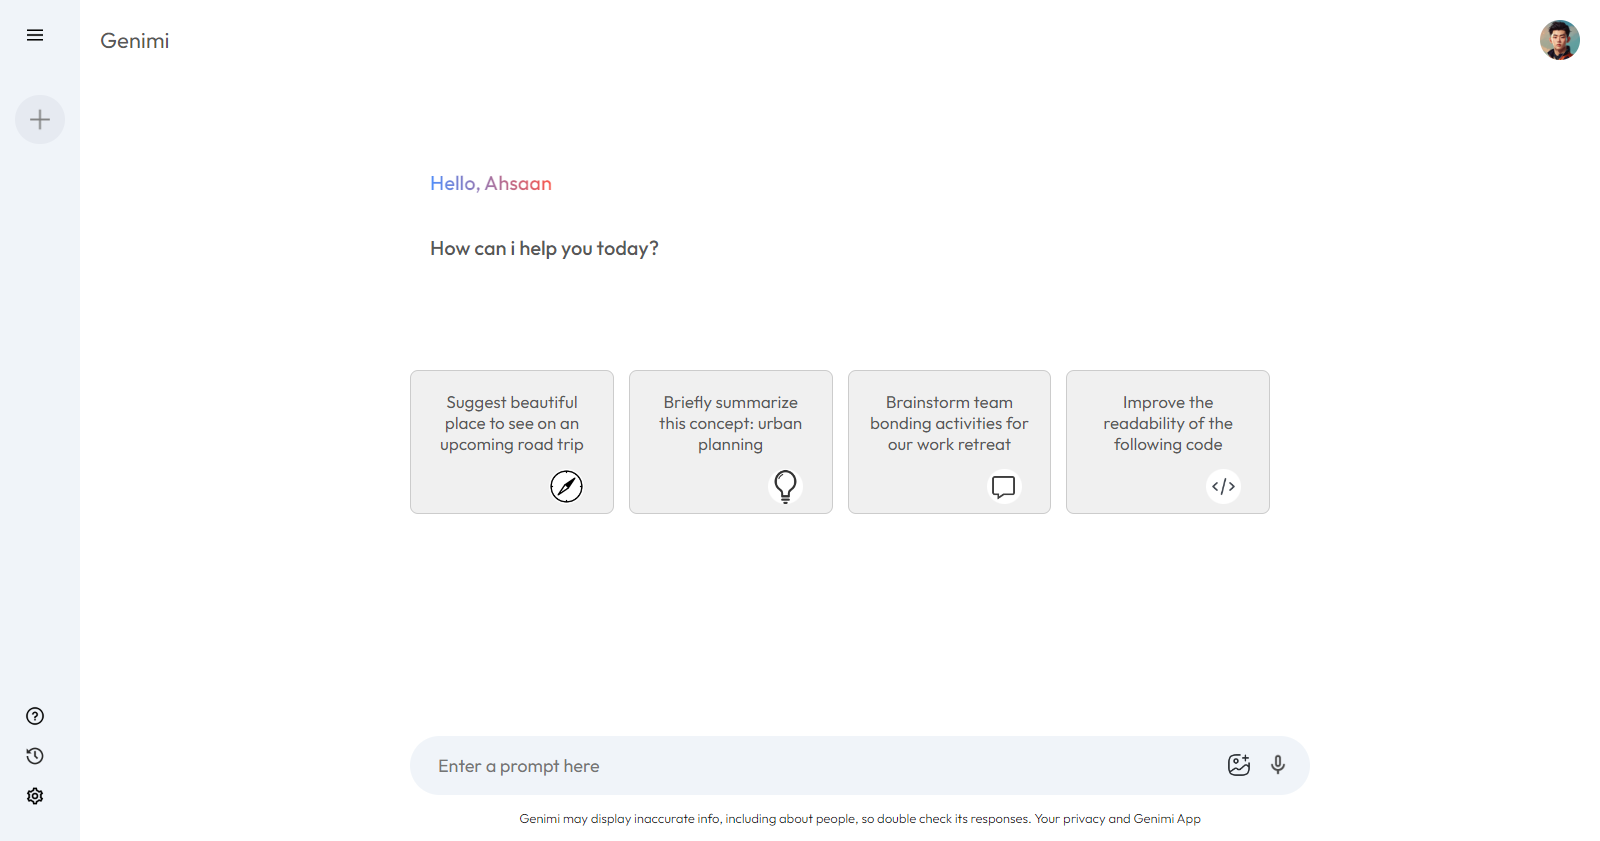 Genimi
Hello, Ahsaan
How can i help you today?
Suggest beautiful
place to see on an
upcoming road trip
Briefly summarize
this concept: urban
planning
Brainstorm team
bonding activities for
our work retreat
Improve the
readability of the
following code
Enter a prompt here
Genimi may display inaccurate info, including about people, so double check its responses. Your privacy and Genimi App